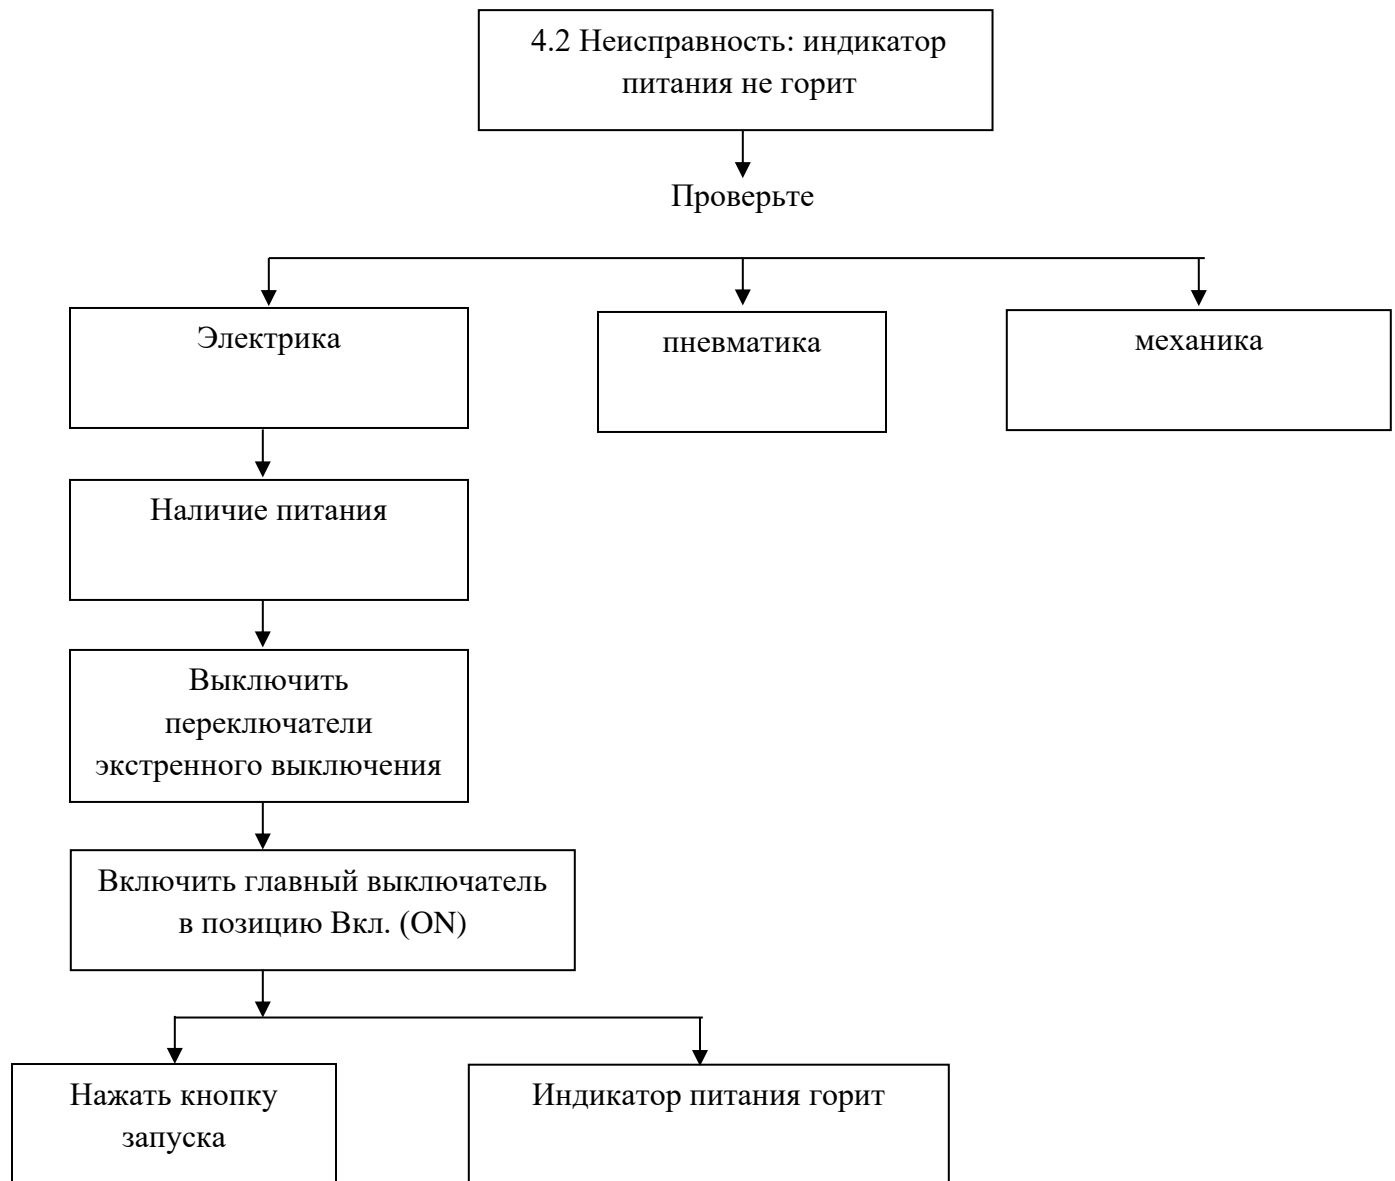 4.2 Неисправность: индикатор
питания не горит
Проверьте
Электрика
пневматика
механика
Наличие питания
Выключить
переключатели
экстренного выключения
Включить главный выключатель
в позицию Вкл. (ON)
Нажать кнопку
запуска
Индикатор питания горит